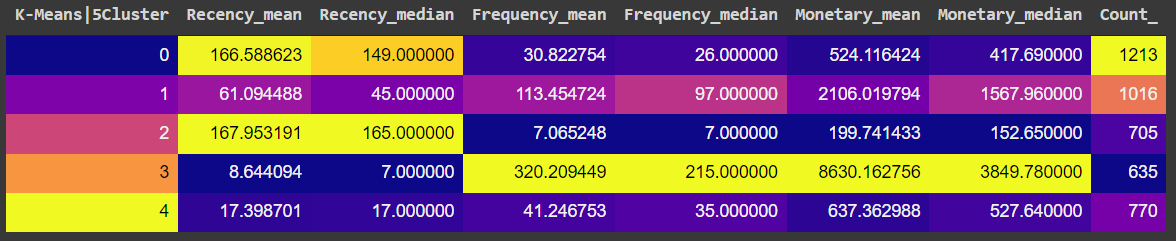 K-Means|5Cluster Recency_mean Recency_median Frequency_mean Frequency_median Monetary_mean Monetary_median Count_
0 166.588623 149.000000 30.822754 26.000000 524.116424 417.690000 1213
1 61.094488 45.000000 113.454724 97.000000 2106.019794 1567.960000 1016
2 167.953191 165.000000 7.065248 7.000000 199.741433 152.650000 705
3 8.644094 7.000000 320.209449 215.000000 8630.162756 3849.780000 635
4 17.398701 17.000000 41.246753 35.000000 637.362988 527.640000 770